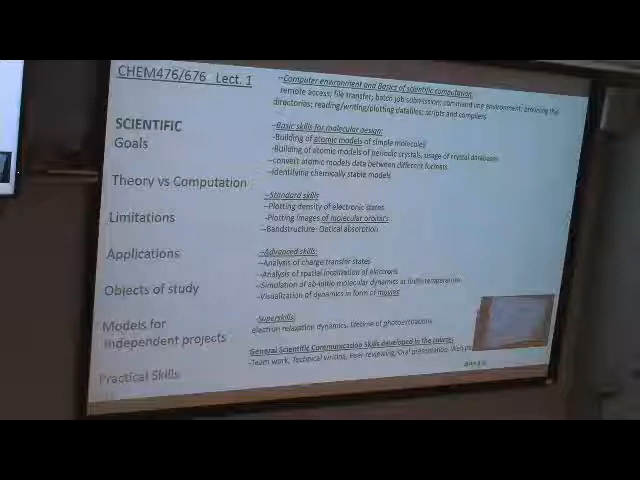 CHEM476/676 Lect. 1
SCIENTIFIC
Goals
Theory vs Computation
Limitations
Applications
Objects of study
Models for
independent projects
Practical Skills
--Computer environment and Basics of scientific computation:
remote access; file transfer; batch job submission; command line environment; browsing the
directories; reading/writing/plotting datafiles; scripts and compilers
--Basic skills for molecular design:
-Building of atomic models of simple molecules
-Building of atomic models of periodic crystals, usage of crystal databases
-convert atomic models data between different formats
-Identifying chemically stable models
--Standard skills
-Plotting density of electronic states
-Plotting images of molecular orbitals
-Bandstructure- Optical absorption
--Advanced skills:
-Analysis of charge transfer states
-Analysis of spatial localization of electrons
-Simulation of ab-initio molecular dynamics at finite temperature
-Visualization of dynamics in form of movies
-Superskills:
electron relaxation dynamics, lifetime of photoexcitations
General Scientific Communication Skills developed in the course:
-Team work, Technical writing, Peer reviewing, Oral presentation, Web